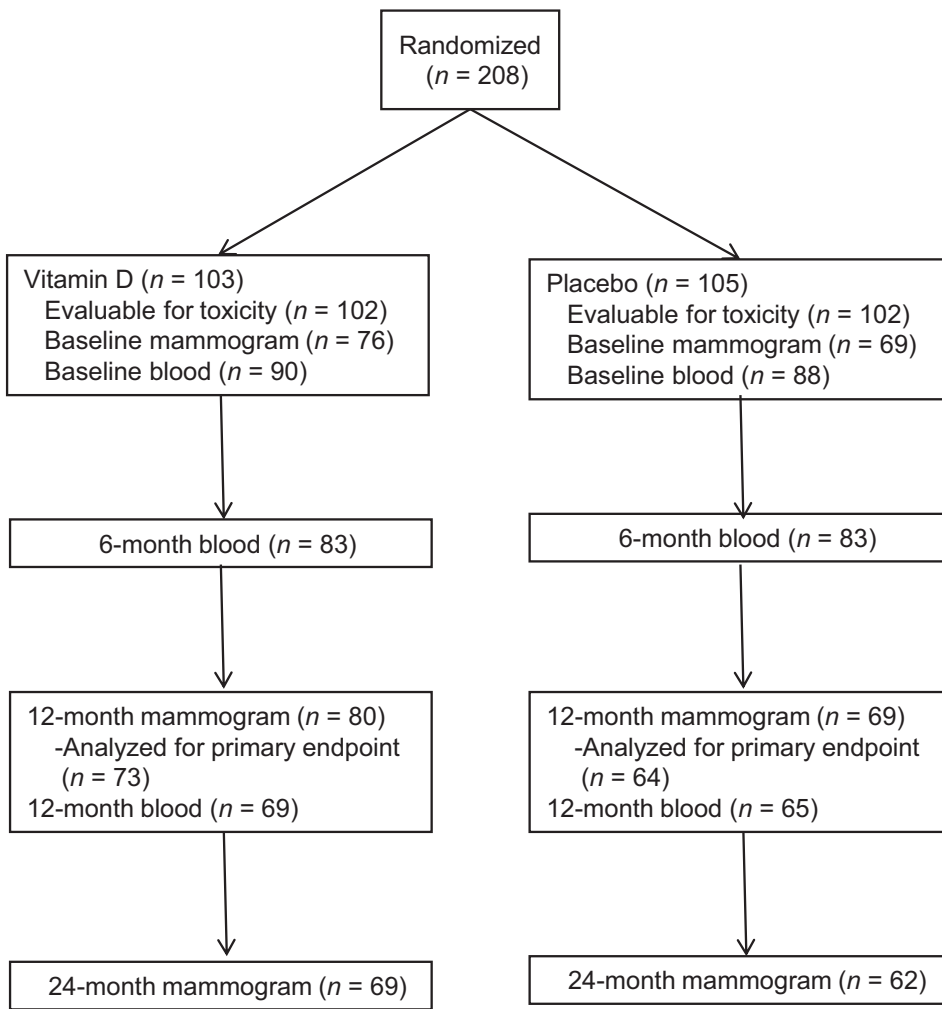 Randomized
(n = 208)
Vitamin D (n = 103)
Evaluable for toxicity (n = 102)
Baseline mammogram (n = 76)
Baseline blood (n = 90)
Placebo (n = 105)
Evaluable for toxicity (n = 102)
Baseline mammogram (n = 69)
Baseline blood (n = 88)
6-month blood (n = 83)
6-month blood (n = 83)
12-month mammogram (n = 80)
-Analyzed for primary endpoint
(n = 73)
12-month blood (n = 69)
12-month mammogram (n = 69)
-Analyzed for primary endpoint
(n = 64)
12-month blood (n = 65)
24-month mammogram (n = 69)
24-month mammogram (n = 62)